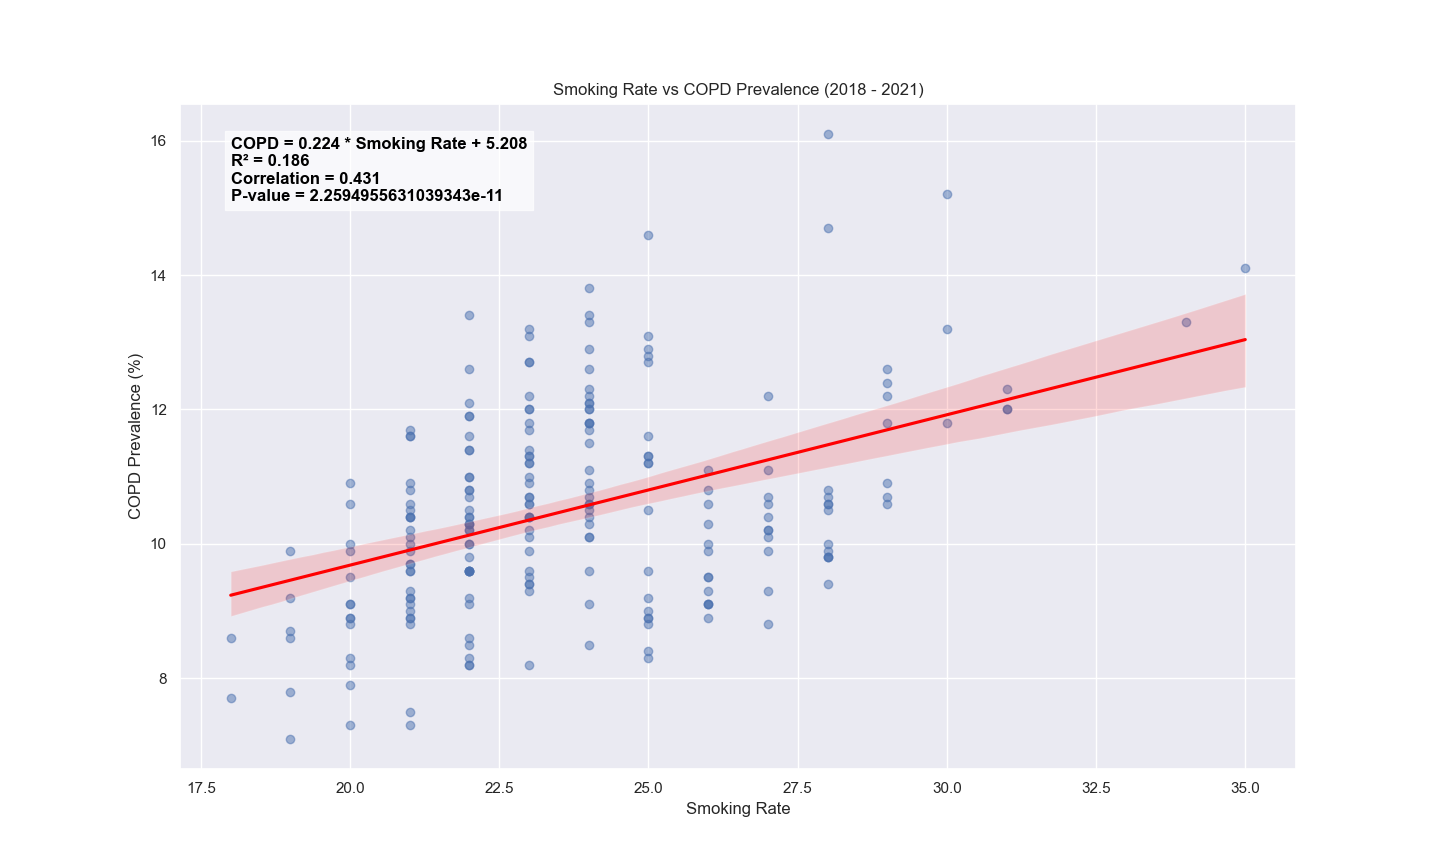 Smoking Rate vs COPD Prevalence (2018 - 2021)
COPD = 0.224 * Smoking Rate + 5.208
R² = 0.186
Correlation = 0.431
P-value = 2.2594955631039343e-11
COPD Prevalence (%)
16
14
12
10
8
17.5 20.0 22.5 25.0 27.5 30.0 32.5 35.0
Smoking Rate